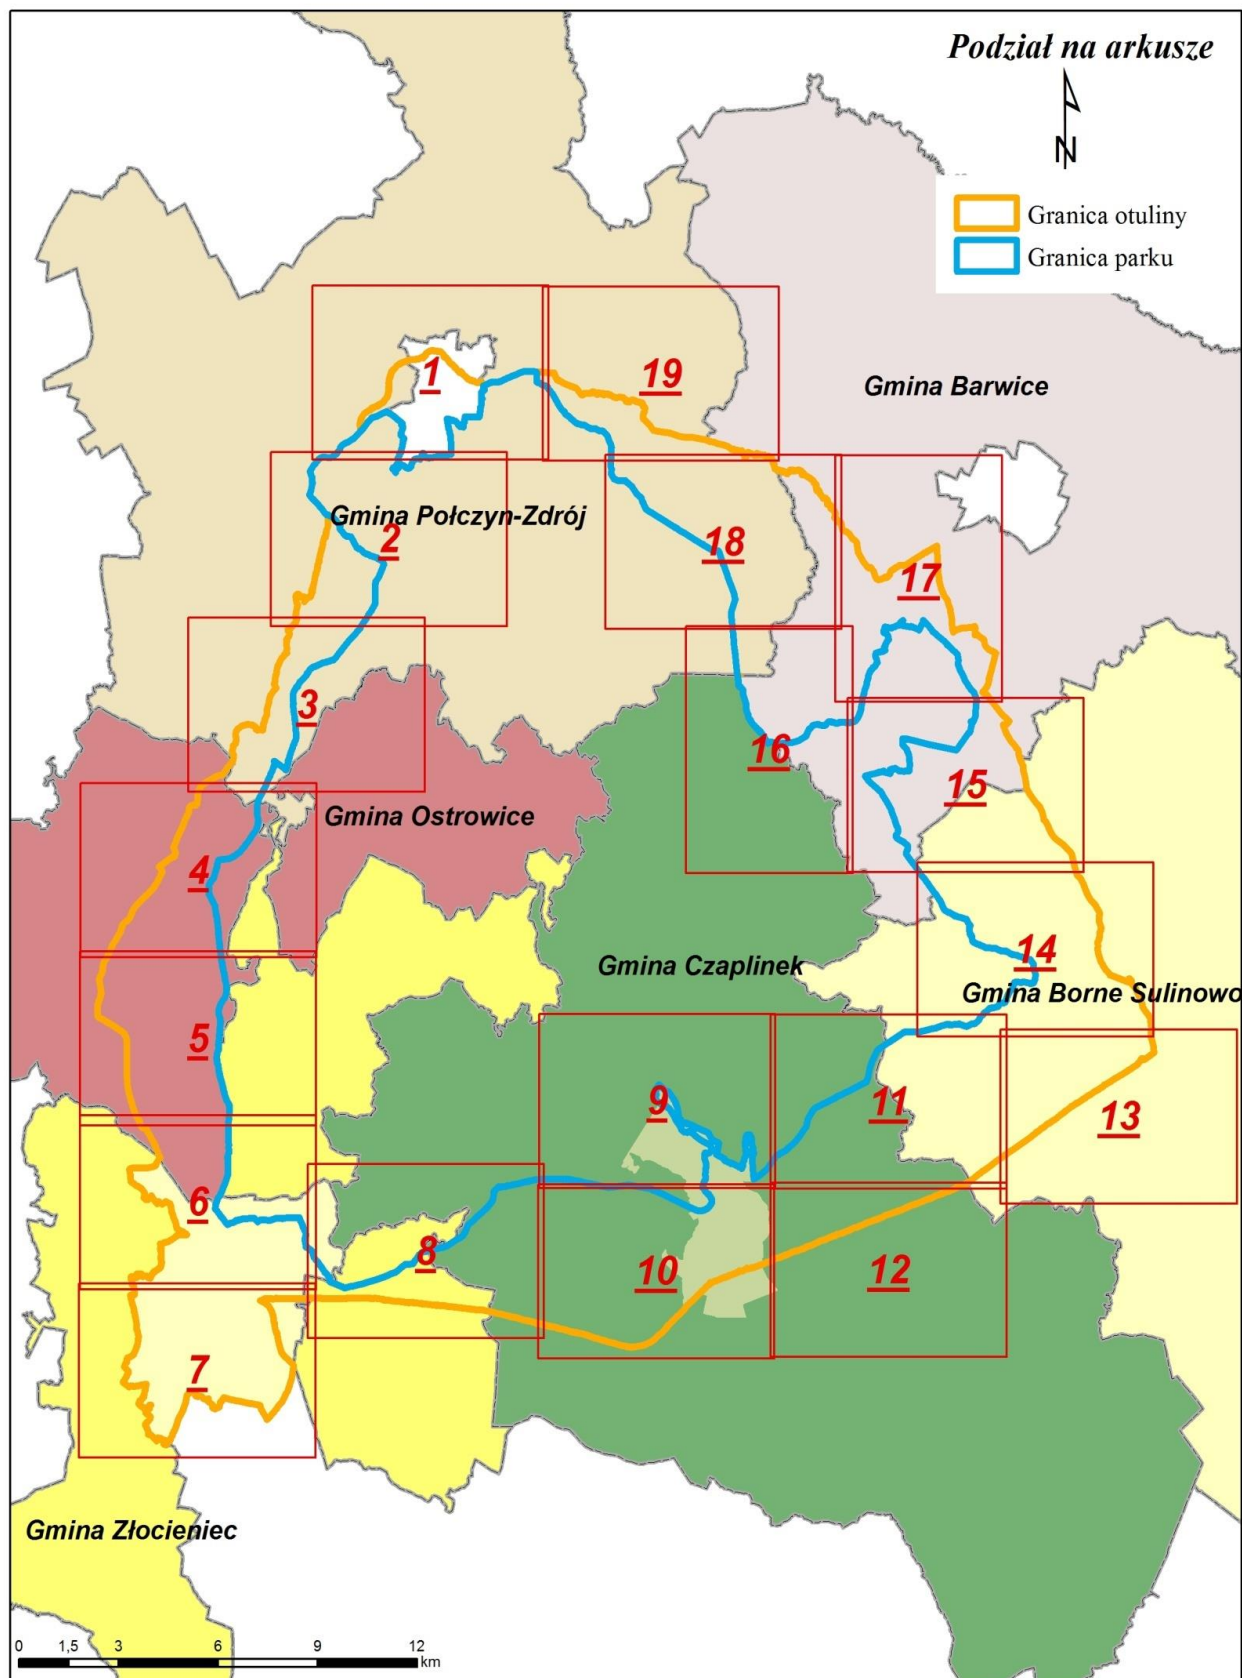 Podział na arkusze
N
Granica otuliny
Granica parku
1
19
Gmina Barwice
Gmina Połczyn-Zdrój
2
18
17
3
16
15
Gmina Ostrowice
4
14
Gmina Czaplinek
Gmina Borne Sulinowo
5
9
11
13
6
8
10
12
7
Gmina Złocieniec
0 1,5 3 6 9 12
km